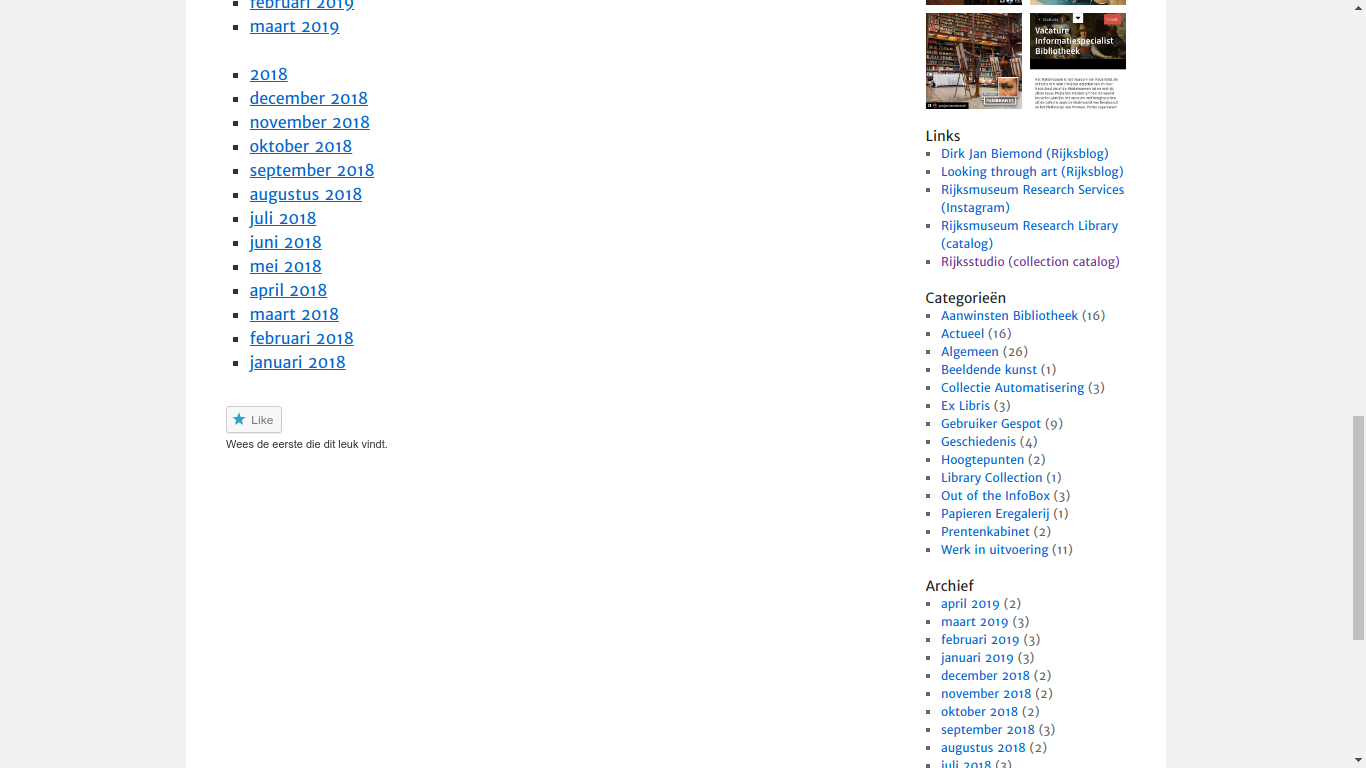 februari 2019
maart 2019
2018
december 2018
november 2018
oktober 2018
september 2018
augustus 2018
juli 2018
juni 2018
mei 2018
april 2018
maart 2018
februari 2018
januari 2018
Like
Wees de eerste die dit leuk vindt.
Vacature
Informatiespecialist
Bibliotheek
REMBRANDT
Links
Dirk Jan Biemond (Rijksblog)
Looking through art (Rijksblog)
Rijksmuseum Research Services
(Instagram)
Rijksmuseum Research Library
(catalog)
Rijksstudio (collection catalog)
Categorieën
Aanwinsten Bibliotheek (16)
Actueel (16)
Algemeen (26)
Beeldende kunst (1)
Collectie Automatisering (3)
Ex Libris (3)
Gebruiker Gespot (9)
Geschiedenis (4)
Hoogtepunten (2)
Library Collection (1)
Out of the InfoBox (3)
Papieren Eregalerij (1)
Prentenkabinet (2)
Werk in uitvoering (11)
Archief
april 2019 (2)
maart 2019 (3)
februari 2019 (3)
januari 2019 (3)
december 2018 (2)
november 2018 (2)
oktober 2018 (2)
september 2018 (3)
augustus 2018 (2)
juli 2018 (3)